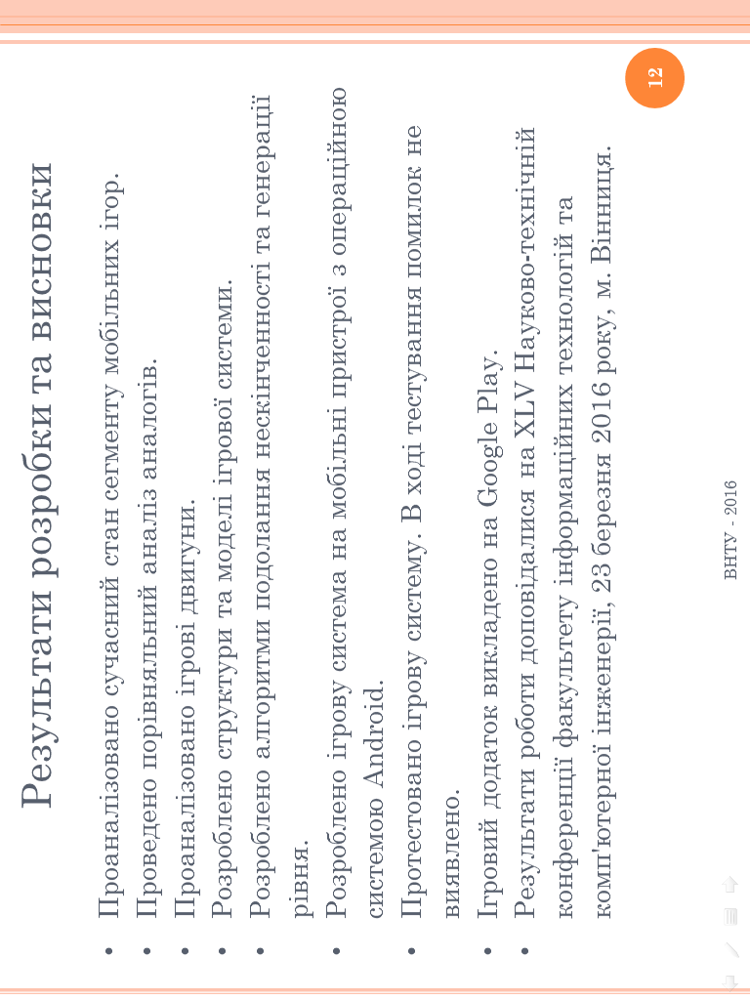 Результати розробки та висновки
• Проаналізовано сучасний стан сегменту мобільних ігор.
• Проведено порівняльний аналіз аналогів.
• Проаналізовано ігрові двигуни.
• Розроблено структури та моделі ігрової системи.
• Розроблено алгоритми подолання нескінченності та генерації
рівня.
• Розроблено ігрову система на мобільні пристрої з операційною
системою Android.
• Протестовано ігрову систему. В ході тестування помилок не
виявлено.
• Ігровий додаток викладено на Google Play.
• Результати роботи доповідалися на XLV Науково-технічній
конференції факультету інформаційних технологій та
комп'ютерної інженерії, 23 березня 2016 року, м. Вінниця.
12
ВНТУ - 2016